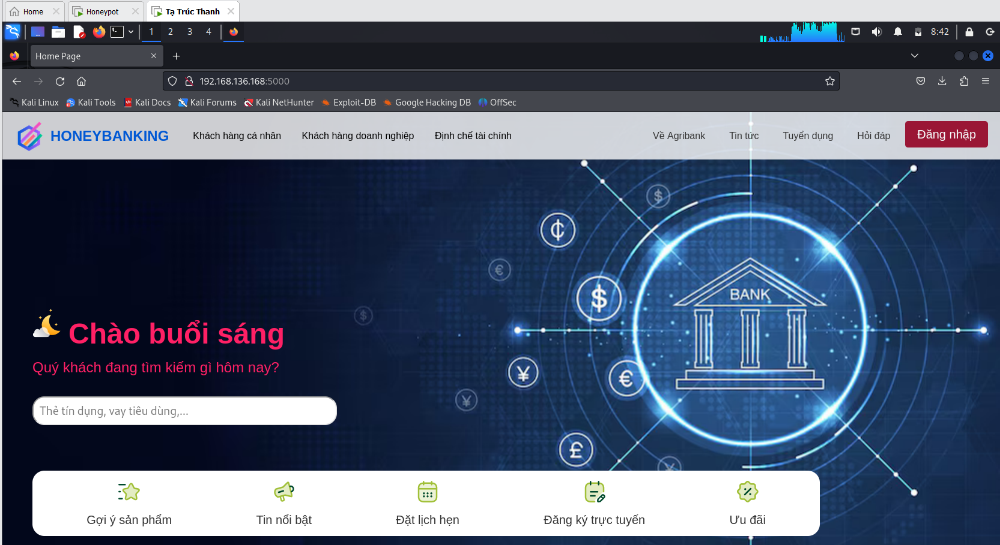 Home Honeypot Tạ Trúc Thanh
1 2 3 4 8:42
Home Page
192.168.136.168:5000
Kali Linux Kali Tools Kali Docs Kali Forums Kali NetHunter Exploit-DB Google Hacking DB OffSec
HONEYBANKING Khách hàng cá nhân Khách hàng doanh nghiệp Định chế tài chính Về Agribank Tin tức Tuyển dụng Hỏi đáp Đăng nhập
BANK
Chào buổi sáng
Quý khách đang tìm kiếm gì hôm nay?
Thẻ tín dụng, vay tiêu dùng,...
Gợi ý sản phẩm Tin nổi bật Đặt lịch hẹn Đăng ký trực tuyến Ưu đãi